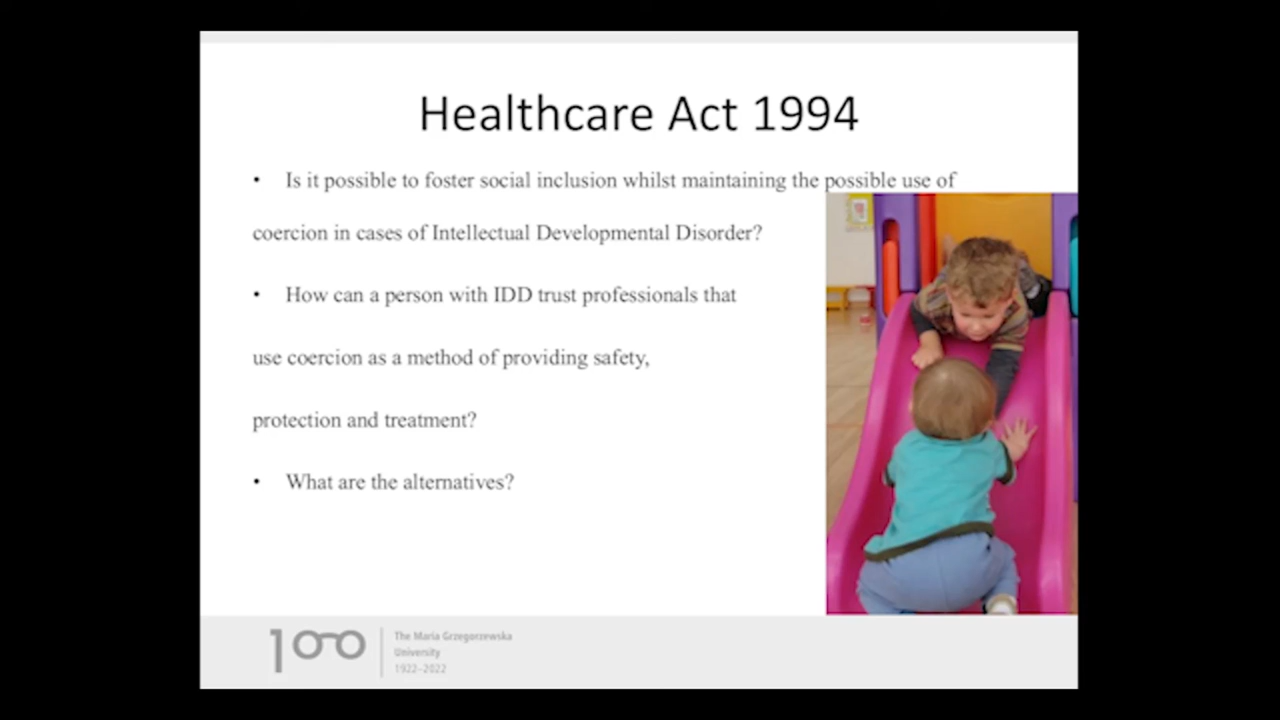 Healthcare Act 1994
• Is it possible to foster social inclusion whilst maintaining the possible use of
coercion in cases of Intellectual Developmental Disorder?
• How can a person with IDD trust professionals that
use coercion as a method of providing safety,
protection and treatment?
• What are the alternatives?
100
The Maria Grzegorzewska
University
1922–2022